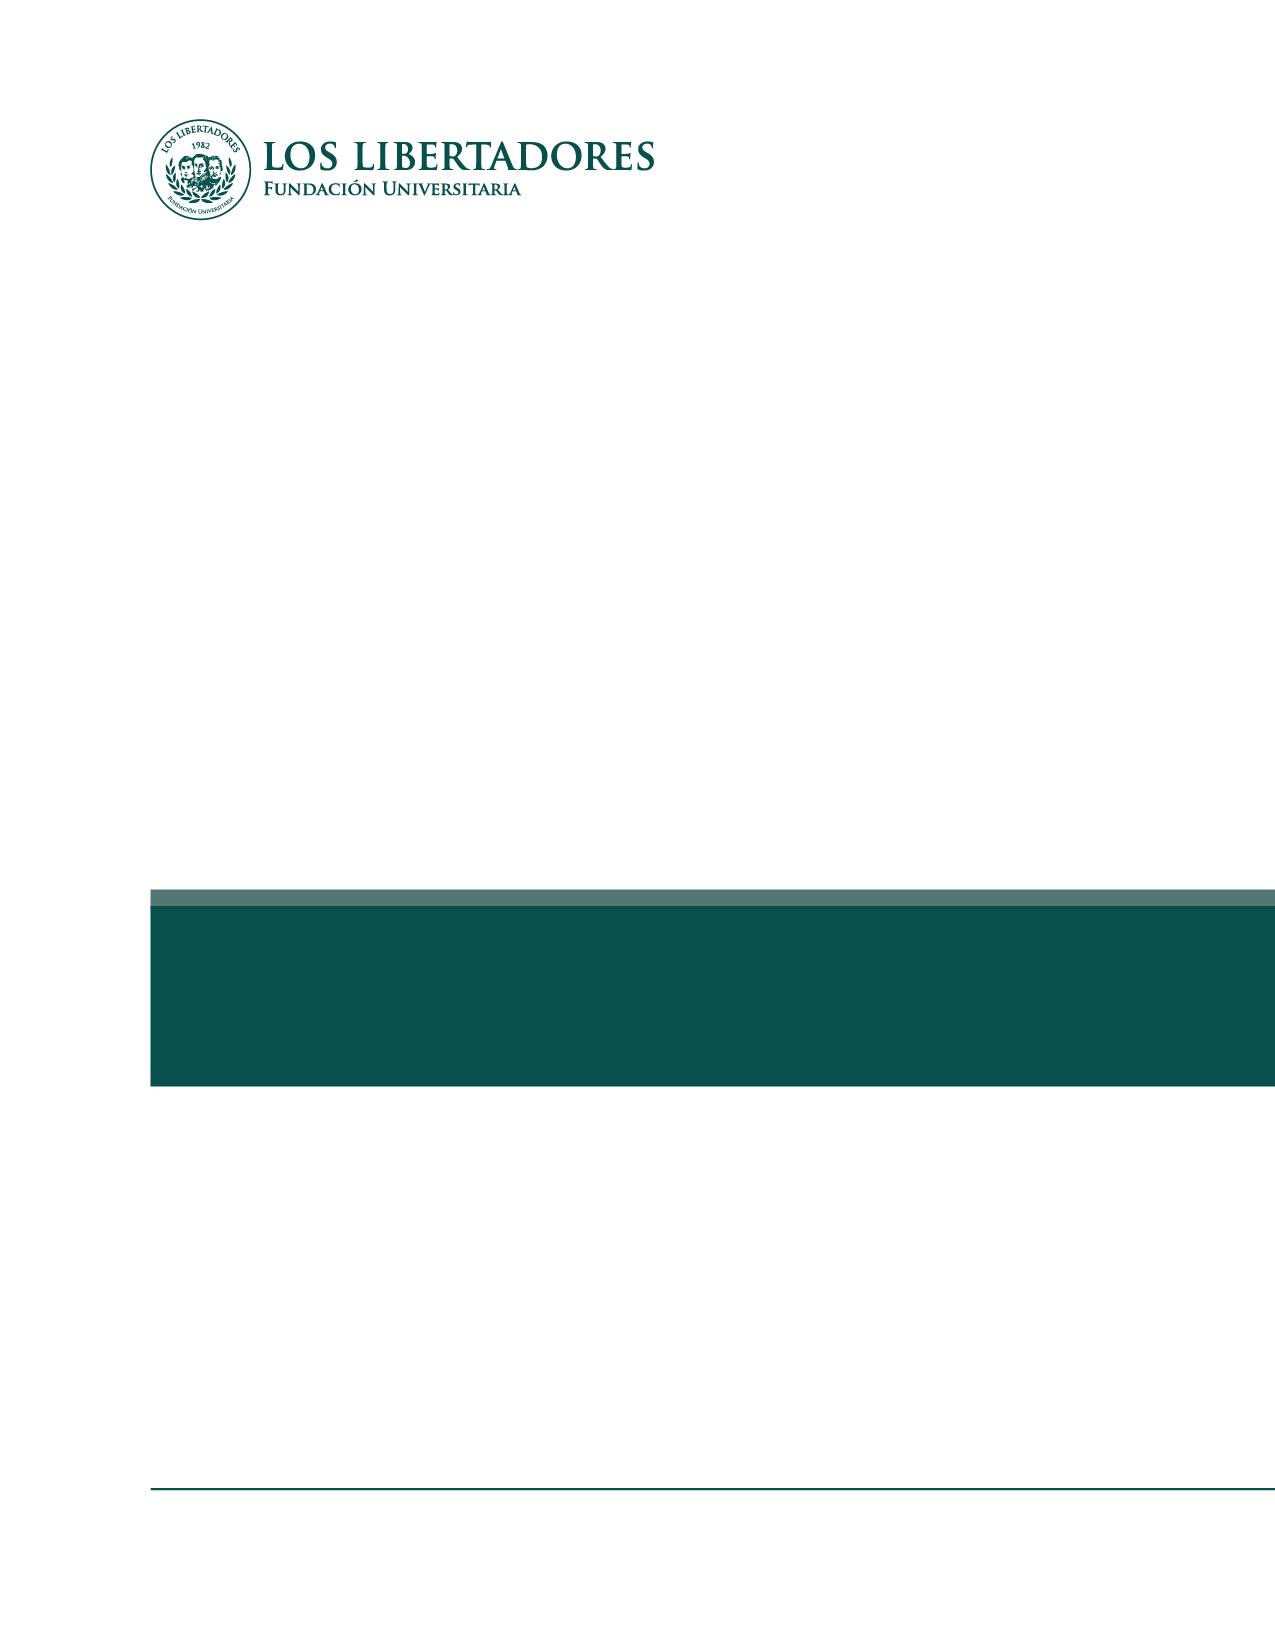 LOS LIBERTADORES
1982
FUNDACIÓN UNIVERSITARIA
LOS LIBERTADORES
FUNDACIÓN UNIVERSITARIA